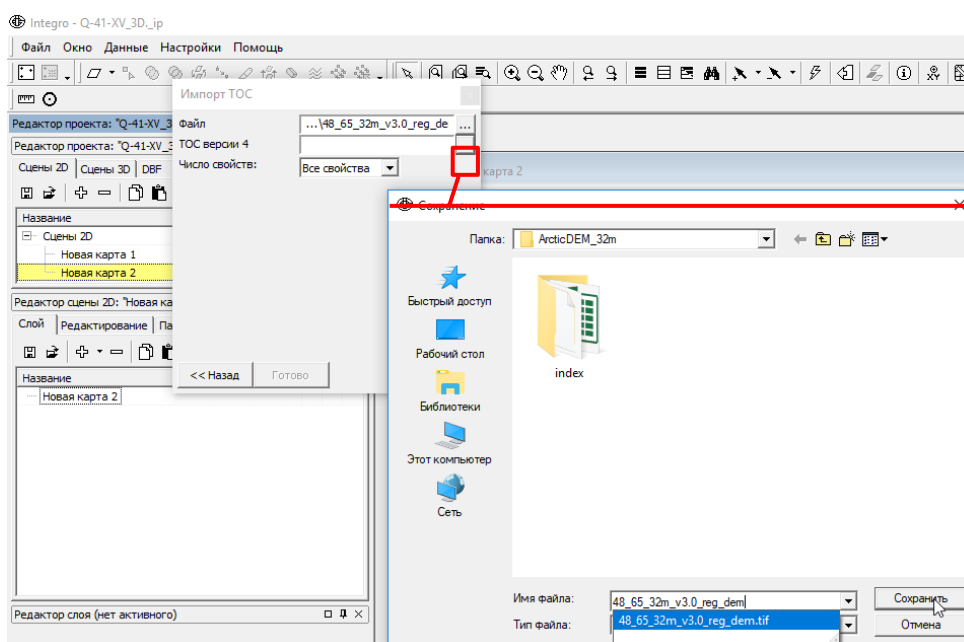 Integro - Q-41-XV_3D._ip
Файл Окно Данные Настройки Помощь
Импорт ТОС
Редактор проекта: "Q-41-XV_3
Файл ...\48_65_32m_v3.0_reg_de ...
Редактор проекта: "Q-41-XV_3
ТОС версии 4
Сцены 2D Сцены 3D DBF
Число свойств: Все свойства
карта 2
Название
Сцены 2D
Новая карта 1
Новая карта 2
Сохранение
Папка: ArcticDEM_32m
Быстрый доступ
Рабочий стол
Библиотеки
Этот компьютер
Сеть
index
Редактор сцены 2D: "Новая ка
Слой Редактирование Па
<< Назад Готово
Название
Новая карта 2
Имя файла: 48_65_32m_v3.0_reg_dem Сохранить
48_65_32m_v3.0_reg_dem.tif
Тип файла: Отмена
Редактор слоя (нет активного)